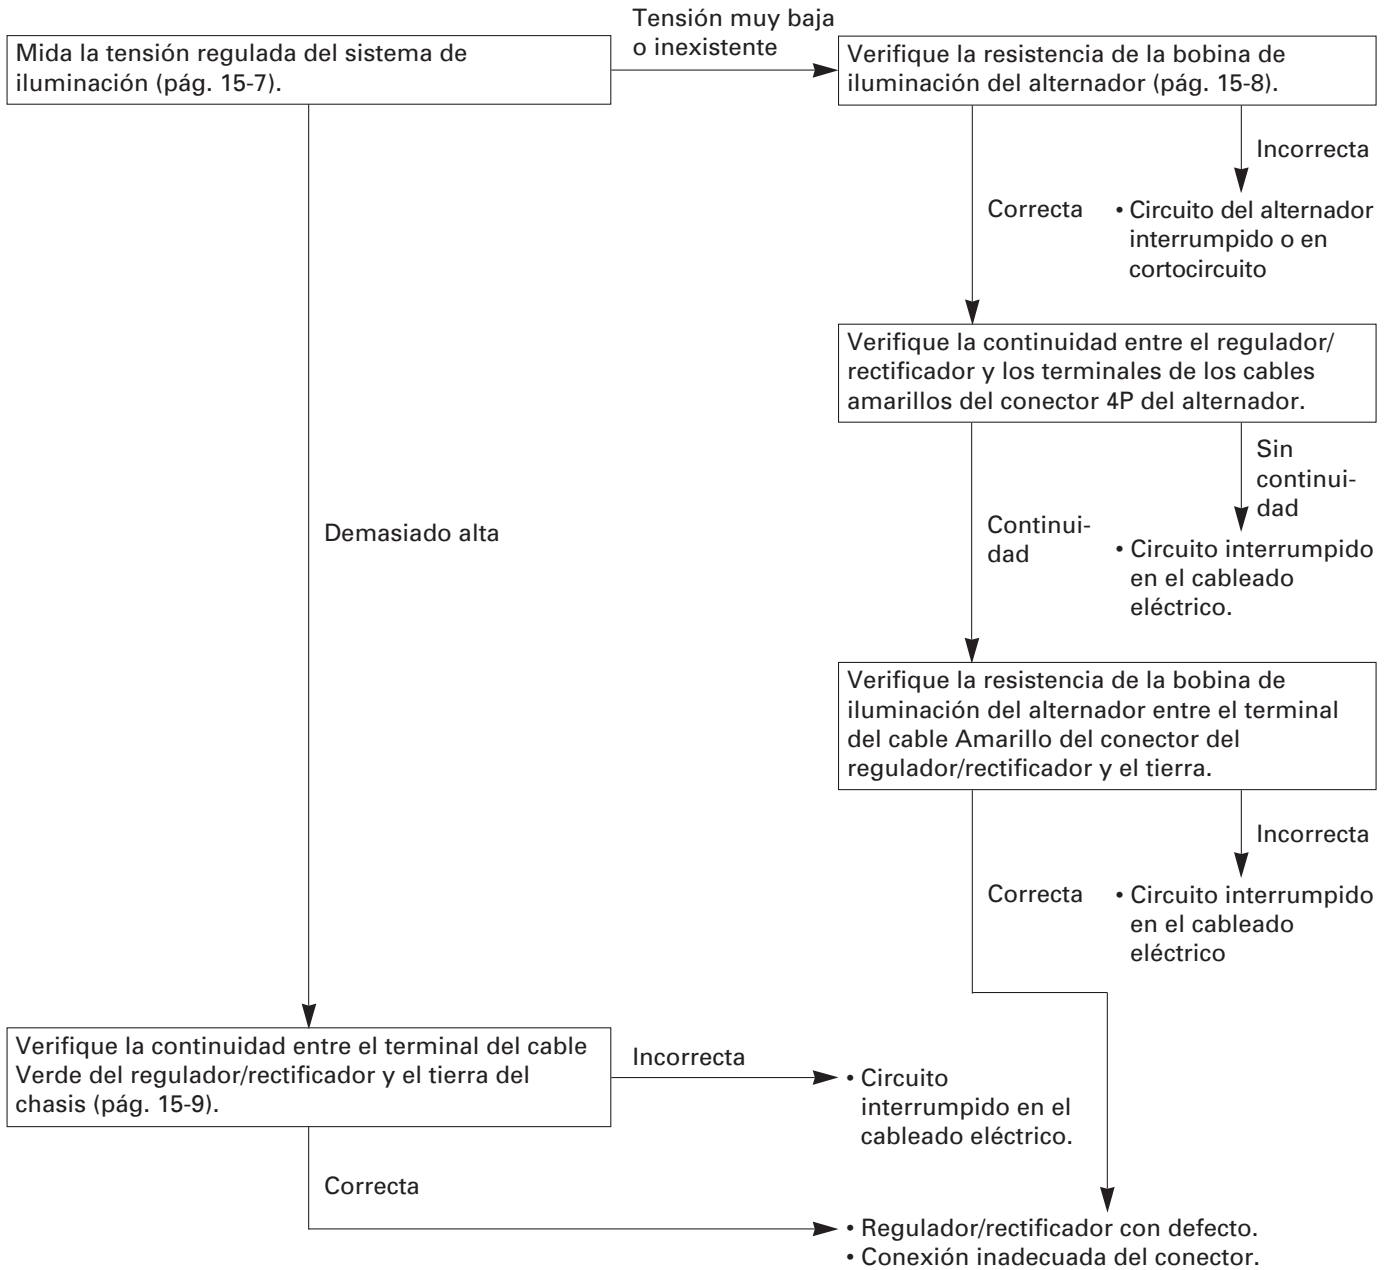 Tensión muy baja
o inexistente
Mida la tensión regulada del sistema de
iluminación (pág. 15-7).
Verifique la resistencia de la bobina de
iluminación del alternador (pág. 15-8).
Incorrecta
Correcta
• Circuito del alternador
interrumpido o en
cortocircuito
Verifique la continuidad entre el regulador/
rectificador y los terminales de los cables
amarillos del conector 4P del alternador.
Sin
continui-
dad
Demasiado alta
Continui-
dad
• Circuito interrumpido
en el cableado
eléctrico.
Verifique la resistencia de la bobina de
iluminación del alternador entre el terminal
del cable Amarillo del conector del
regulador/rectificador y el tierra.
Incorrecta
Correcta
• Circuito interrumpido
en el cableado
eléctrico
Verifique la continuidad entre el terminal del cable
Verde del regulador/rectificador y el tierra del
chasis (pág. 15-9).
Incorrecta
• Circuito
interrumpido en el
cableado eléctrico.
Correcta
• Regulador/rectificador con defecto.
• Conexión inadecuada del conector.